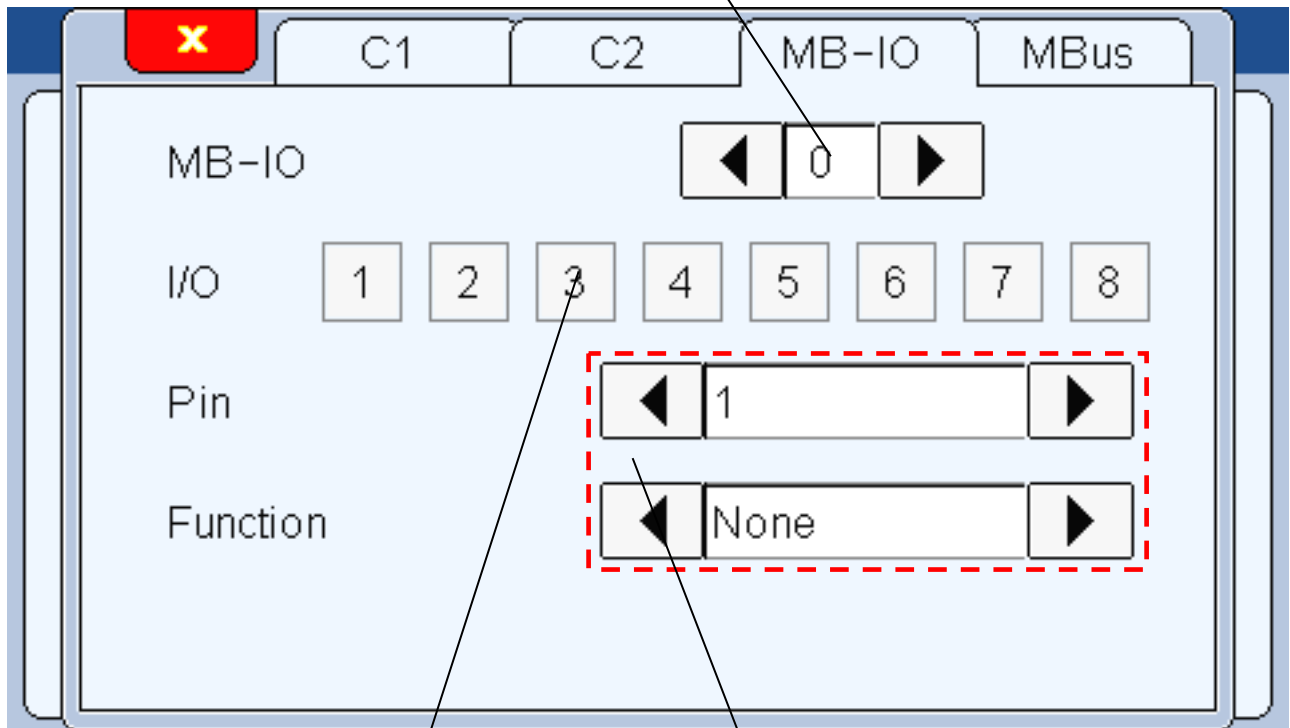 x C1 C2 MB-IO MBus
MB-IO 0
I/O 1 2 3 4 5 6 7 8
Pin 1
Function None